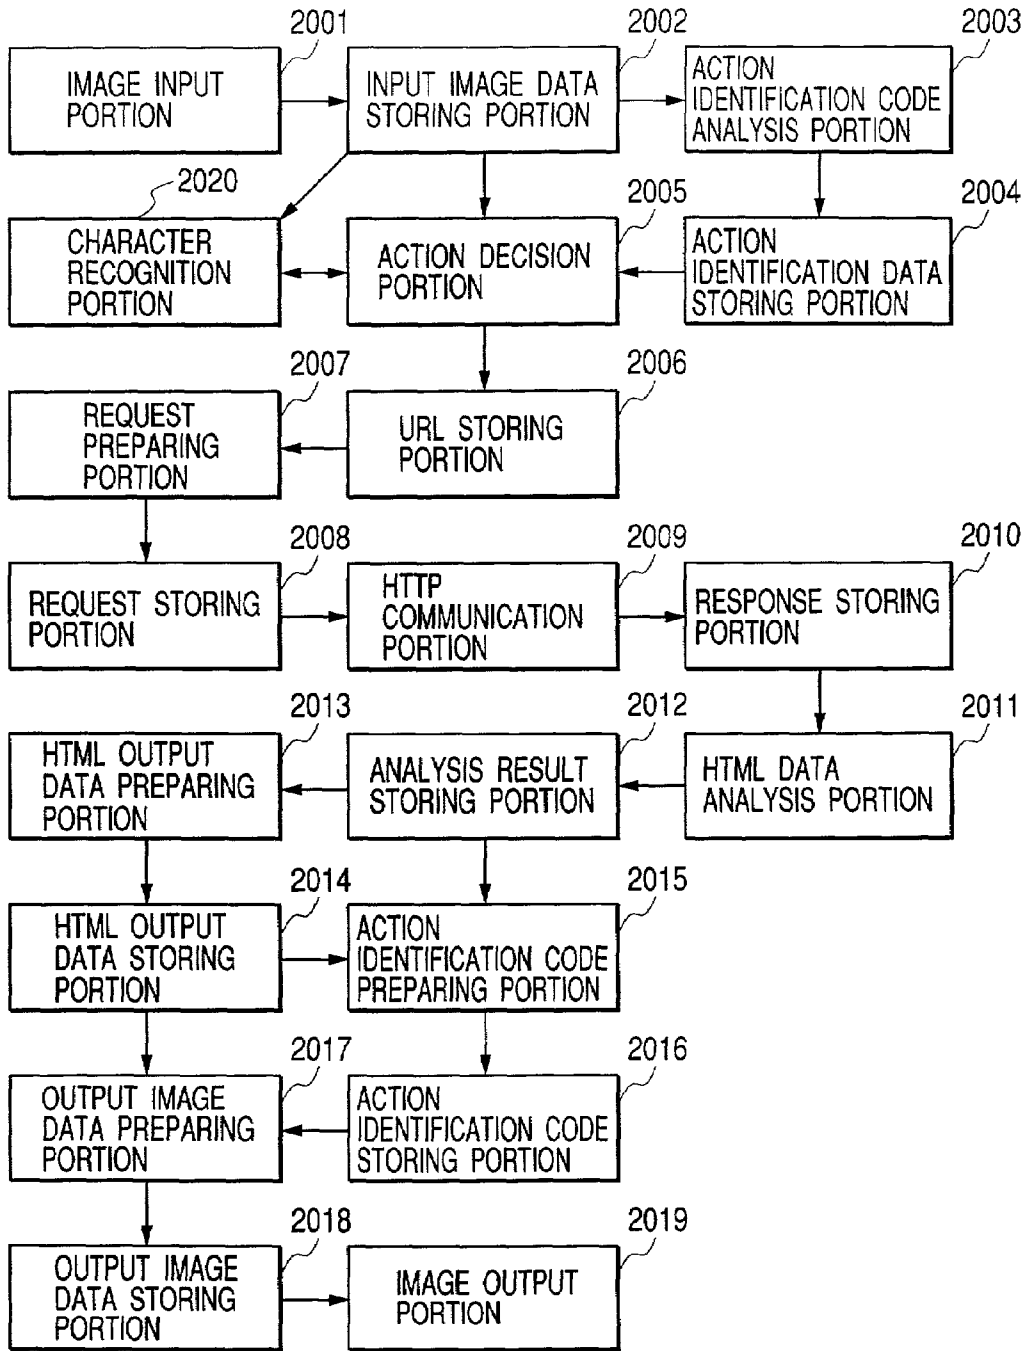 2001
2002
2003
IMAGE INPUT
PORTION
INPUT IMAGE DATA
STORING PORTION
ACTION
IDENTIFICATION CODE
ANALYSIS PORTION
2020
2005
2004
CHARACTER
RECOGNITION
PORTION
ACTION DECISION
PORTION
ACTION
IDENTIFICATION DATA
STORING PORTION
2007
2006
REQUEST
PREPARING
PORTION
URL STORING
PORTION
2008
2009
2010
REQUEST STORING
PORTION
HTTP
COMMUNICATION
PORTION
RESPONSE STORING
PORTION
2013
2012
2011
HTML OUTPUT
DATA PREPARING
PORTION
ANALYSIS RESULT
STORING PORTION
HTML DATA
ANALYSIS PORTION
2014
2015
HTML OUTPUT
DATA STORING
PORTION
ACTION
IDENTIFICATION CODE
PREPARING PORTION
2017
2016
OUTPUT IMAGE
DATA PREPARING
PORTION
ACTION
IDENTIFICATION CODE
STORING PORTION
2018
2019
OUTPUT IMAGE
DATA STORING
PORTION
IMAGE OUTPUT
PORTION